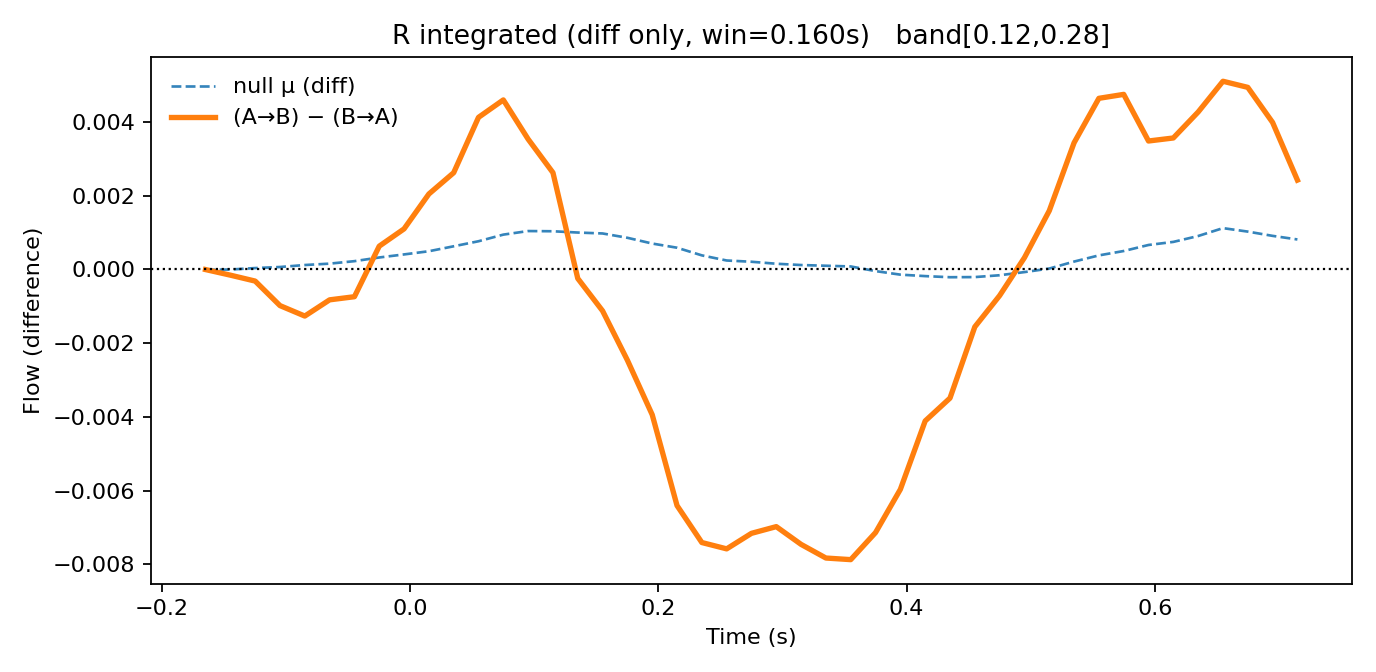 R integrated (diff only, win=0.160s)   band[0.12,0.28]
null μ (diff)
(A→B) − (B→A)
Flow (difference)
0.004
0.002
0.000
−0.002
−0.004
−0.006
−0.008
−0.2
0.0
0.2
0.4
0.6
Time (s)